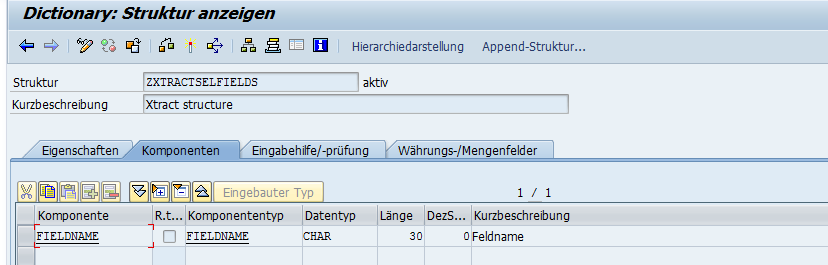 Dictionary: Struktur anzeigen
Hierarchiedarstellung Append-Struktur...
Struktur ZXTRACTSELFIELDS aktiv
Kurzbeschreibung Xtract structure
Eigenschaften Komponenten Eingabehilfe/-prüfung Währungs-/Mengenfelder
Eingebauter Typ 1 / 1
Komponente R.t... Komponententyp Datentyp Länge DezS... Kurzbeschreibung
FIELDNAME FIELDNAME CHAR 30 0 Feldname